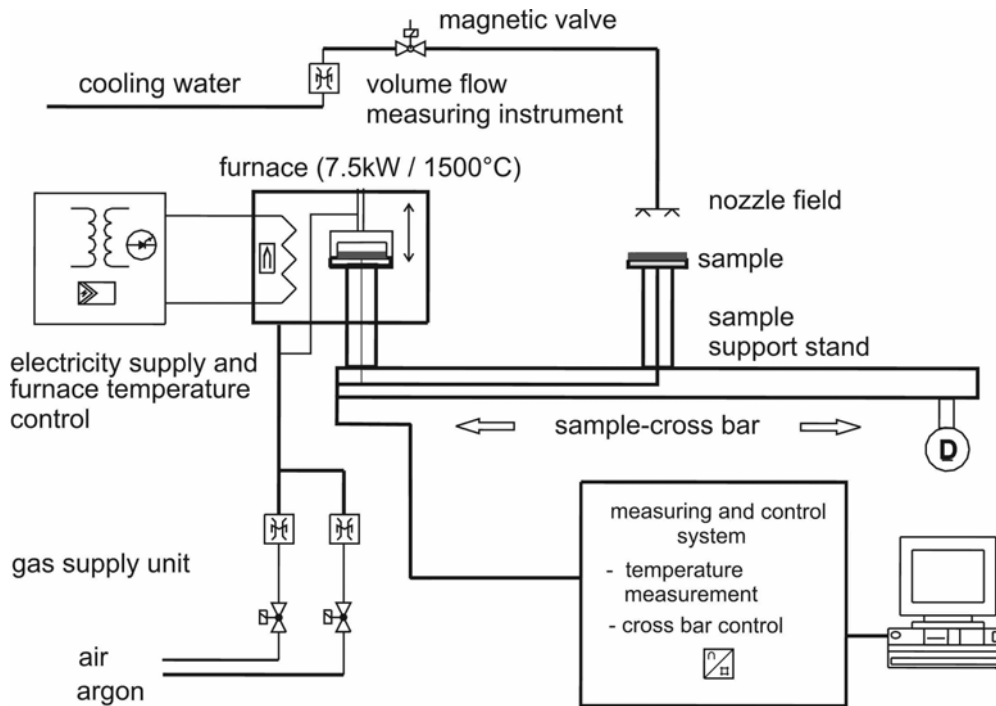 magnetic valve
cooling water
volume flow
measuring instrument
furnace (7.5kW / 1500°C)
nozzle field
sample
sample
support stand
electricity supply and
furnace temperature
control
sample-cross bar
D
measuring and control
system
- temperature
measurement
- cross bar control
gas supply unit
air
argon